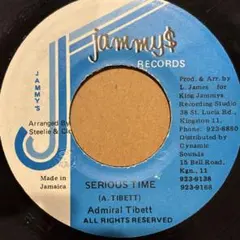 jammy$
RECORDS
JAMMY'S
Arranged By
Steelie & Cle
Prod. & Arr. by
L. James for
King Jammys
Recording Studio
38 St. Lucia Rd.,
Kingston 11.
Phone: 923-8880
Distributed by
Dynamic
Sounds
15 Bell Road.
Kgn., 11
923-9138
923-9168
Made in
Jamaica
SERIOUS TIME
(A. TIBETT)
Admiral Tibett
ALL RIGHTS RESERVED